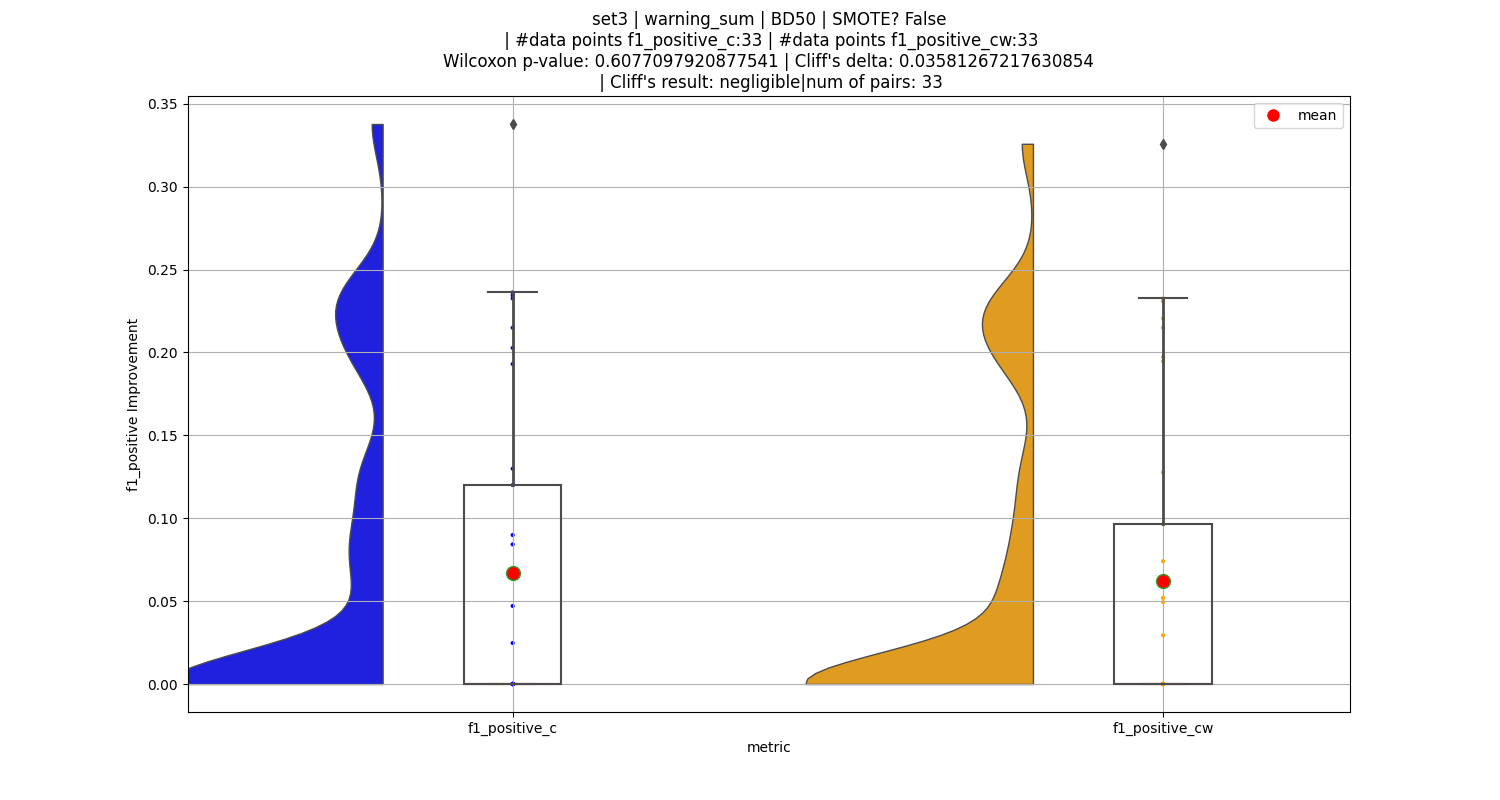 set3 | warning_sum | BD50 | SMOTE? False
| #data points f1_positive_c:33 | #data points f1_positive_cw:33
Wilcoxon p-value: 0.6077097920877541 | Cliff's delta: 0.03581267217630854
| Cliff's result: negligible|num of pairs: 33
mean
f1_positive Improvement
0.35
0.30
0.25
0.20
0.15
0.10
0.05
0.00
f1_positive_c
f1_positive_cw
metric